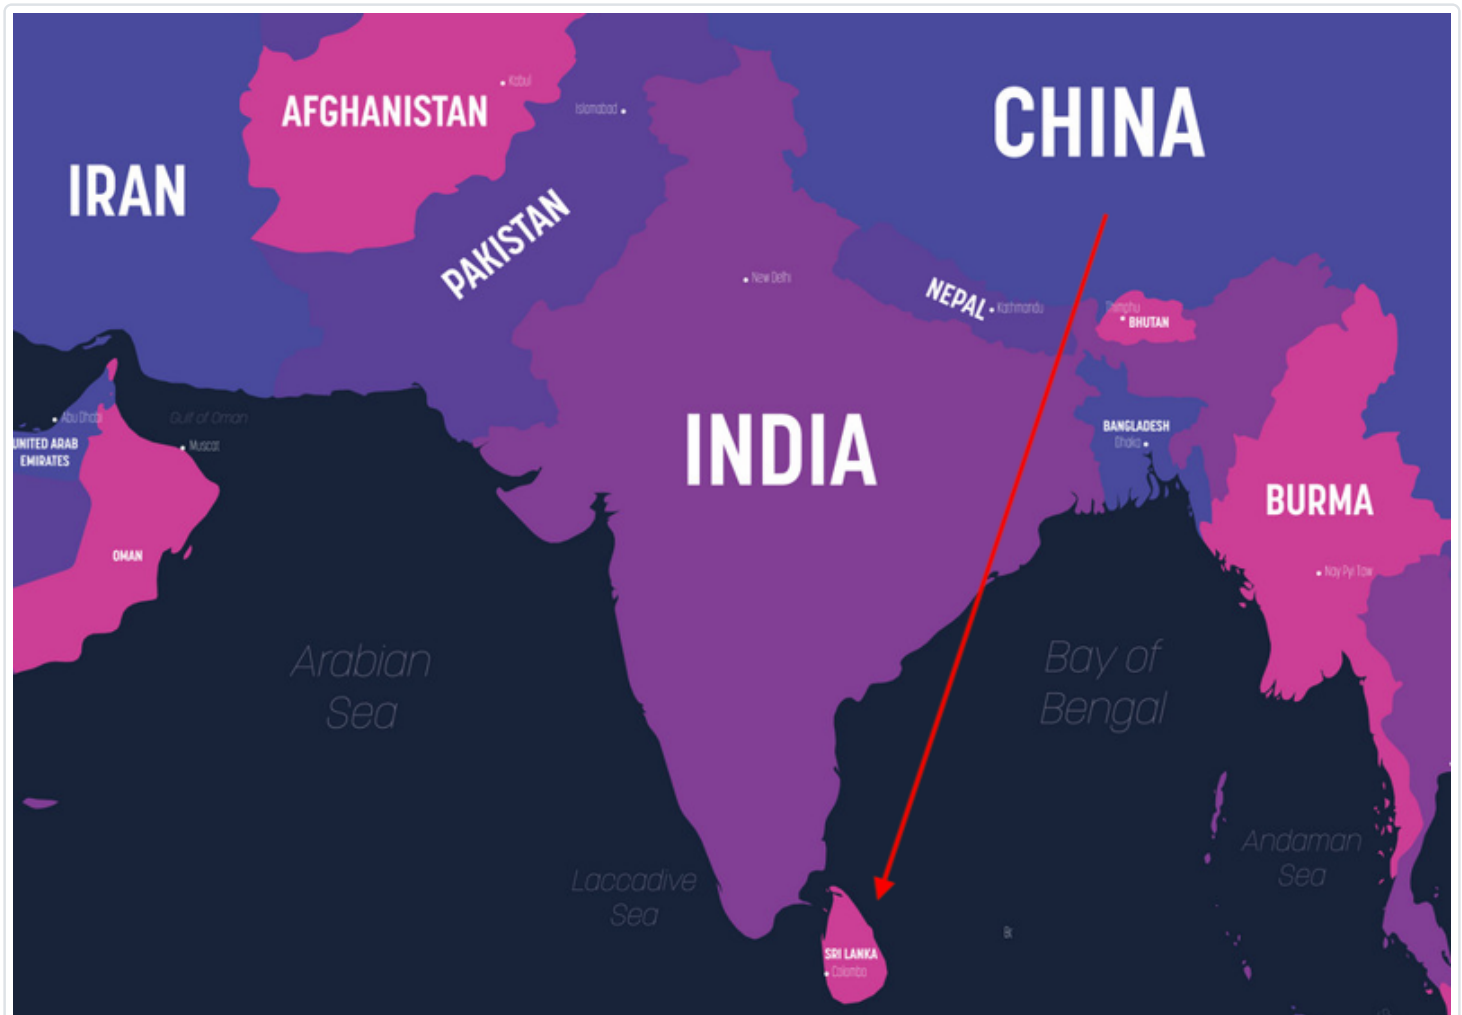 Kabul
AFGHANISTAN
Islamabad
CHINA
IRAN
PAKISTAN
New Delhi
NEPAL
Kathmandu
Thimphu
BHUTAN
Abu Dhabi
Gulf of Oman
Muscat
UNITED ARAB
EMIRATES
INDIA
BANGLADESH
Dhaka
BURMA
OMAN
Nay Pyi Taw
Arabian
Sea
Bay of
Bengal
Andaman
Sea
Laccadive
Sea
SRI LANKA
Colombo